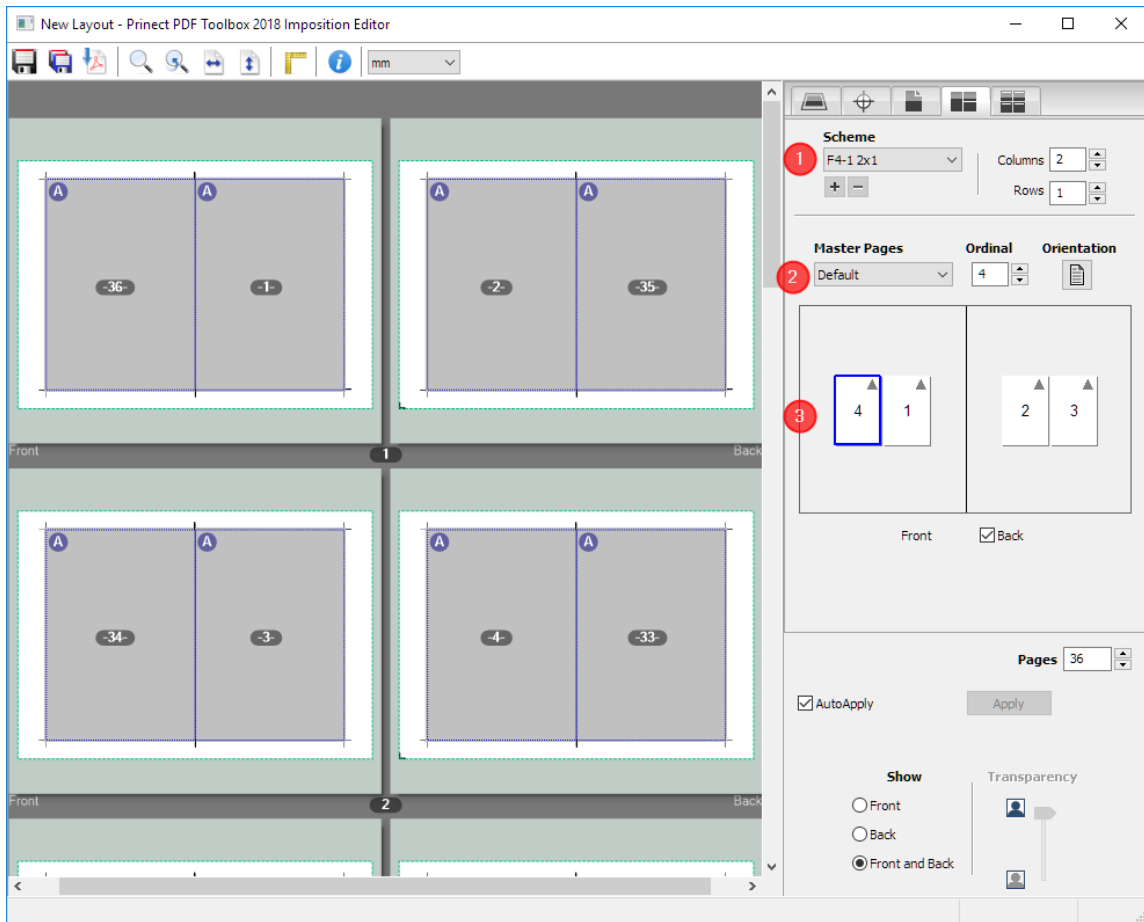 New Layout - Prinect PDF Toolbox 2018 Imposition Editor
mm
A A A A
-36- -1- -2- -35-
Front 1 Back
A A A A
-34- -3- -4- -33-
Front 2 Back
Scheme
1 F4-1 2x1 Columns 2
+ - Rows 1
Master Pages Ordinal Orientation
2 Default 4
3 4 1 2 3
Front Back
Pages 36
AutoApply Apply
Show Transparency
Front
Back
Front and Back